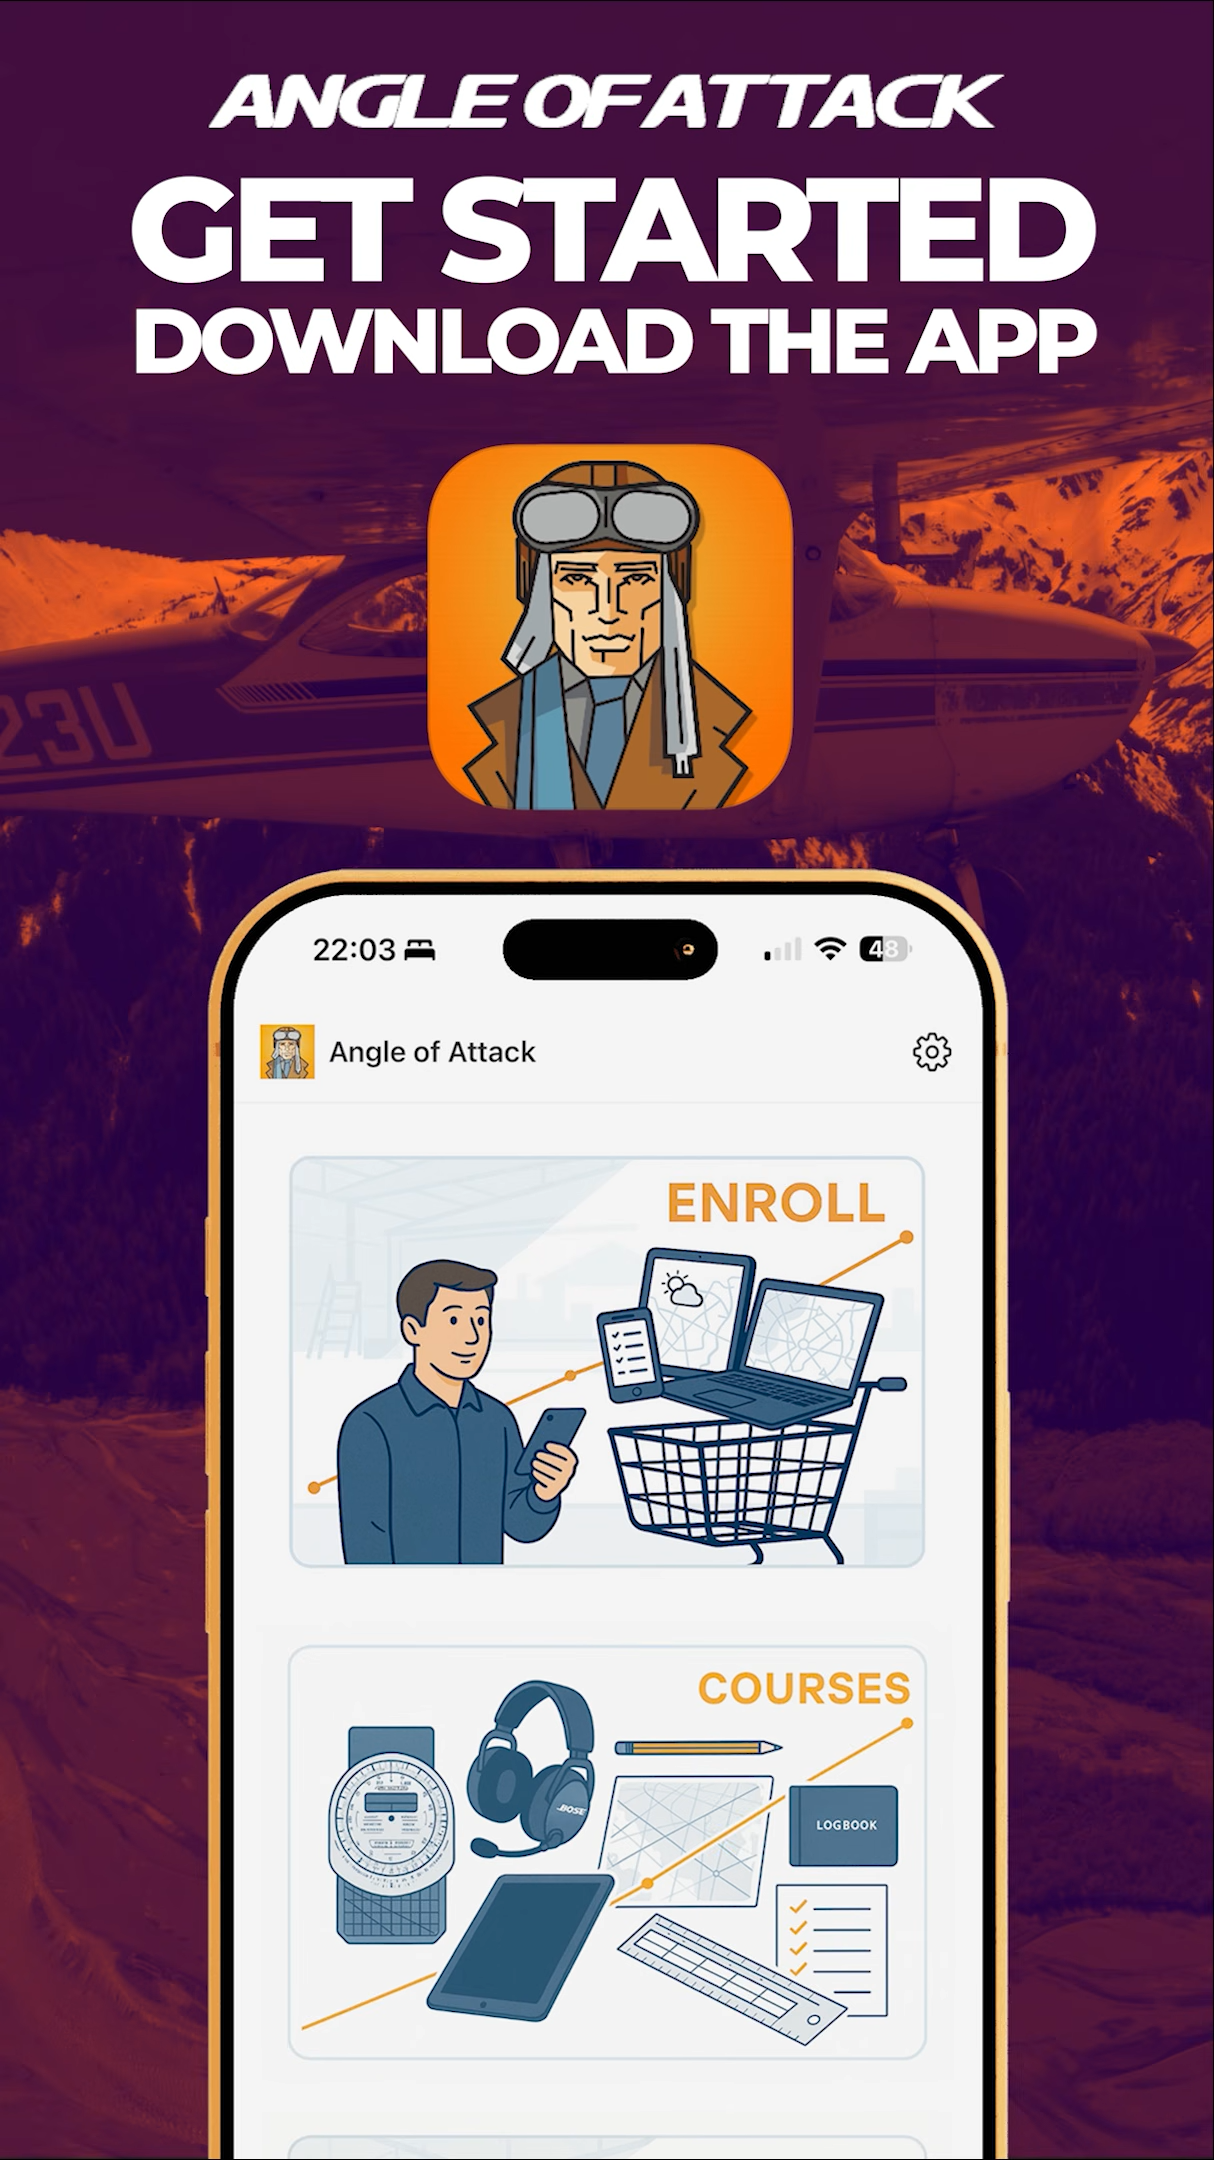 ANGLE OF ATTACK
GET STARTED
DOWNLOAD THE APP
23U
22:03
48
Angle of Attack
ENROLL
COURSES
BOSE
LOGBOOK